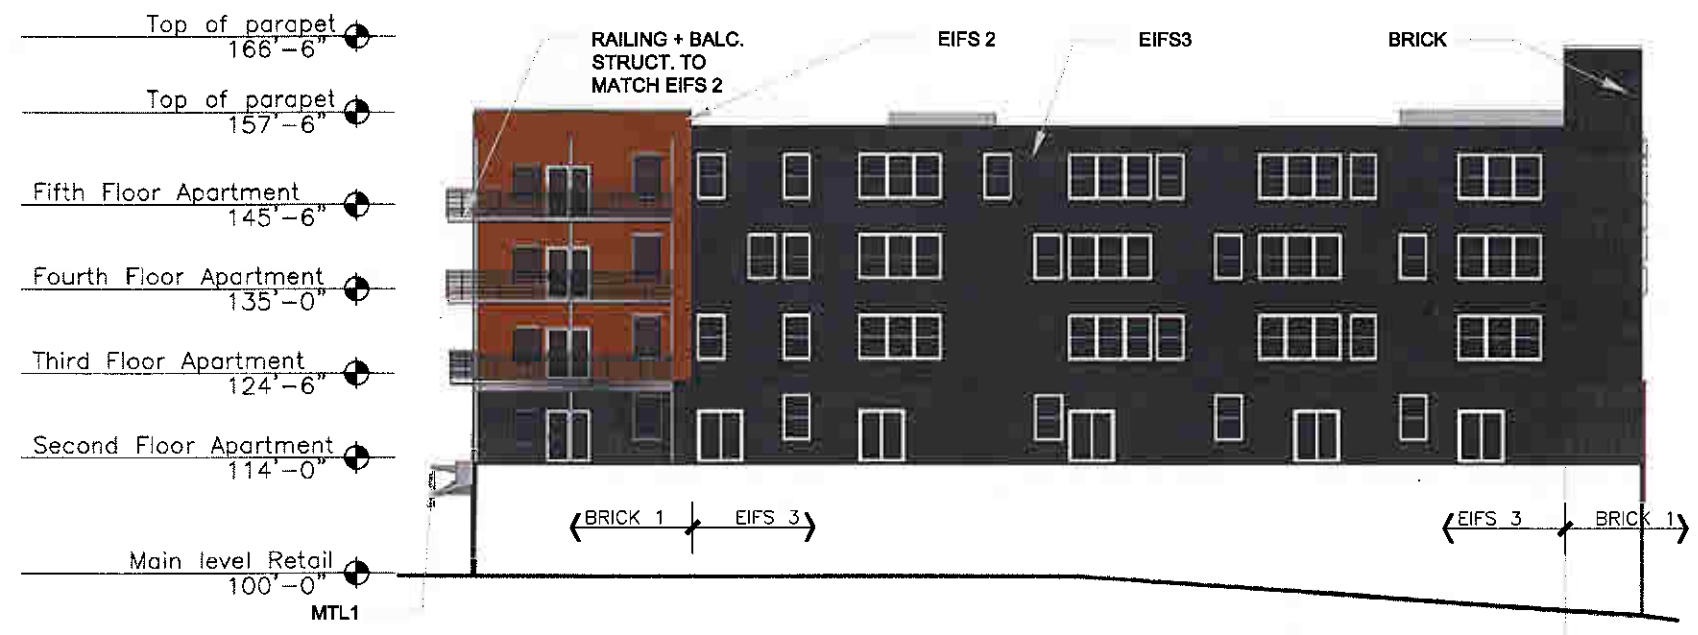 Top of parapet
166'-6"
Top of parapet
157'-6"
Fifth Floor Apartment
145'-6"
Fourth Floor Apartment
135'-0"
Third Floor Apartment
124'-6"
Second Floor Apartment
114'-0"
Main level Retail
100'-0"
MTL1
RAILING + BALC.
STRUCT. TO
MATCH EIFS 2
EIFS 2
EIFS3
BRICK
BRICK 1
EIFS 3
EIFS 3
BRICK 1